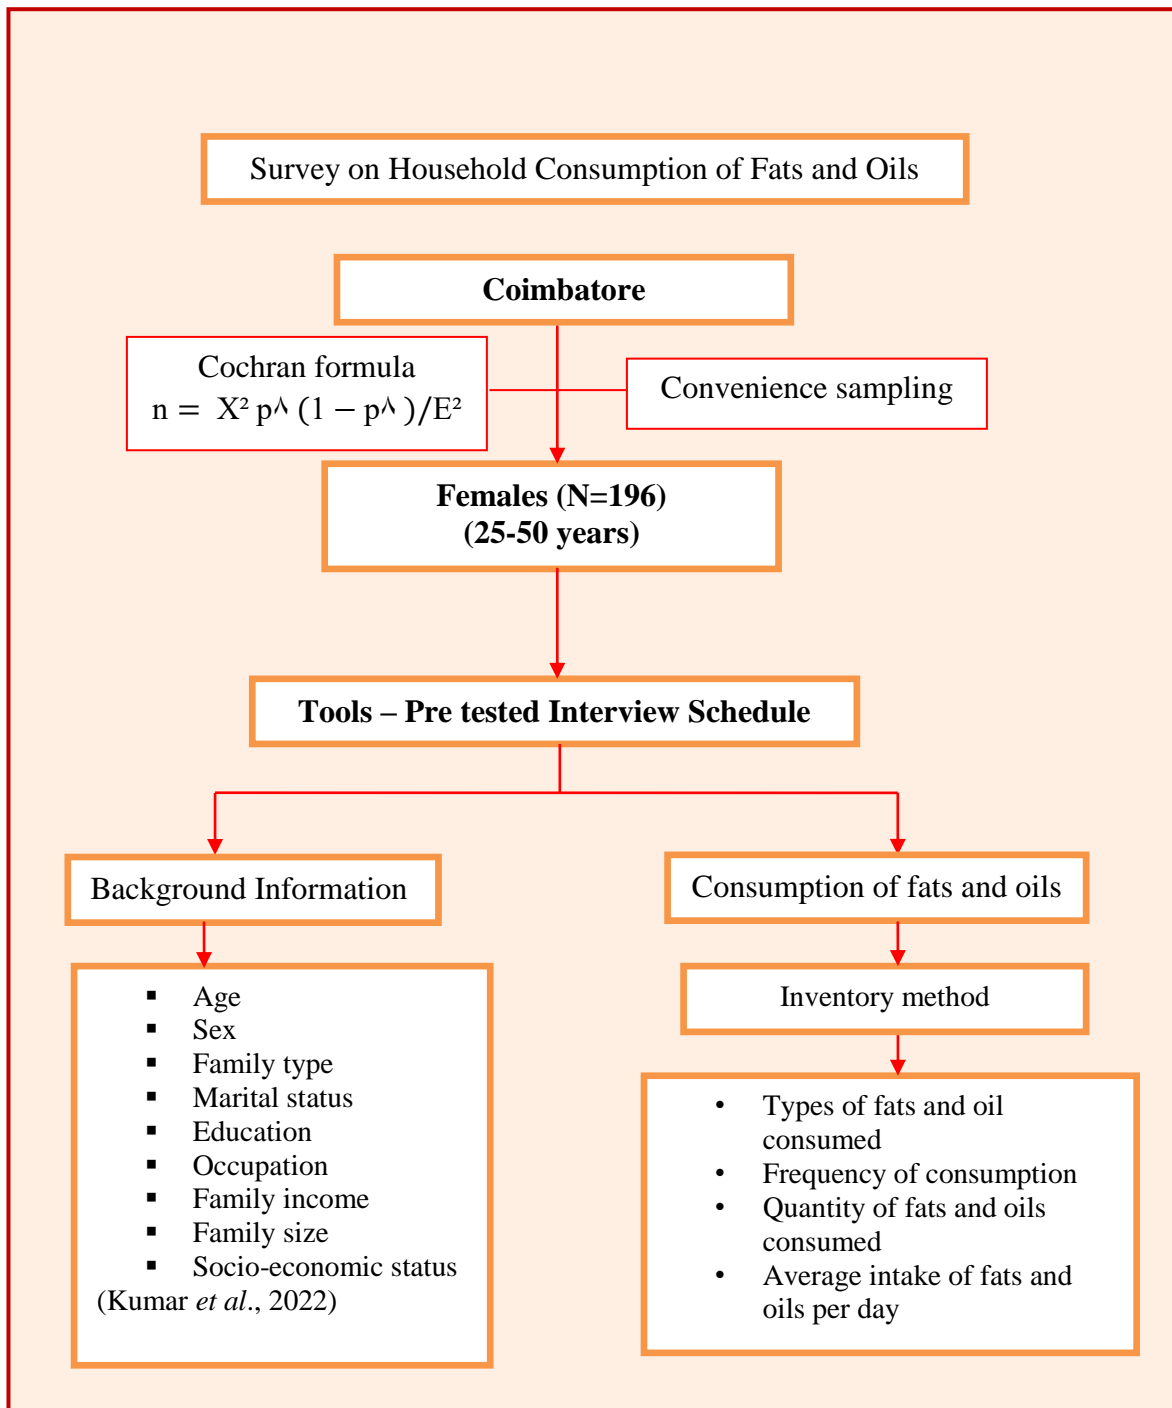 Survey on Household Consumption of Fats and Oils
Coimbatore
Cochran formula
n = X² p^ (1 − p^ )/E²
Convenience sampling
Females (N=196)
(25-50 years)
Tools – Pre tested Interview Schedule
Background Information
▪ Age
▪ Sex
▪ Family type
▪ Marital status
▪ Education
▪ Occupation
▪ Family income
▪ Family size
▪ Socio-economic status
(Kumar et al., 2022)
Consumption of fats and oils
Inventory method
• Types of fats and oil
consumed
• Frequency of consumption
• Quantity of fats and oils
consumed
• Average intake of fats and
oils per day